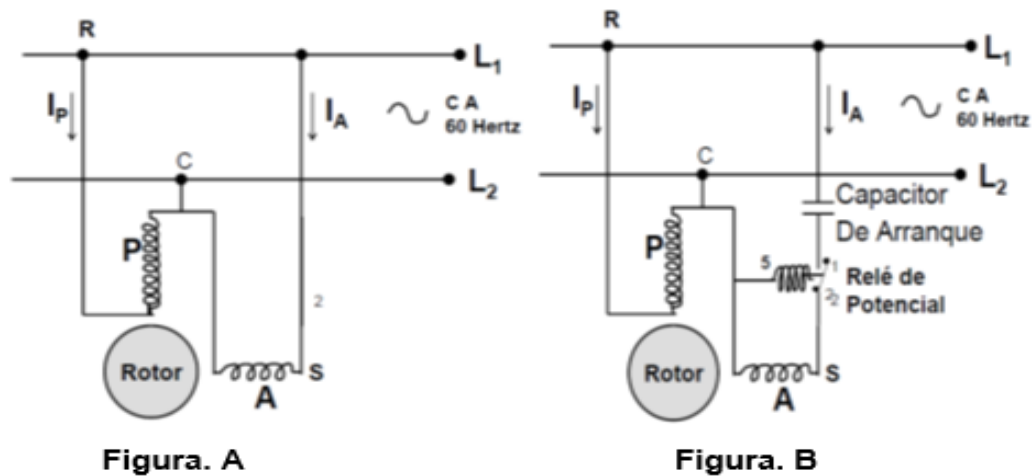 R
L1
IP
IA
C A
60 Hertz
C
L2
P
2
Rotor
A
S
Figura. A
R
L1
IP
IA
C A
60 Hertz
C
L2
Capacitor
De Arranque
P
5
1
Relé de
Potencial
2
Rotor
A
S
Figura. B